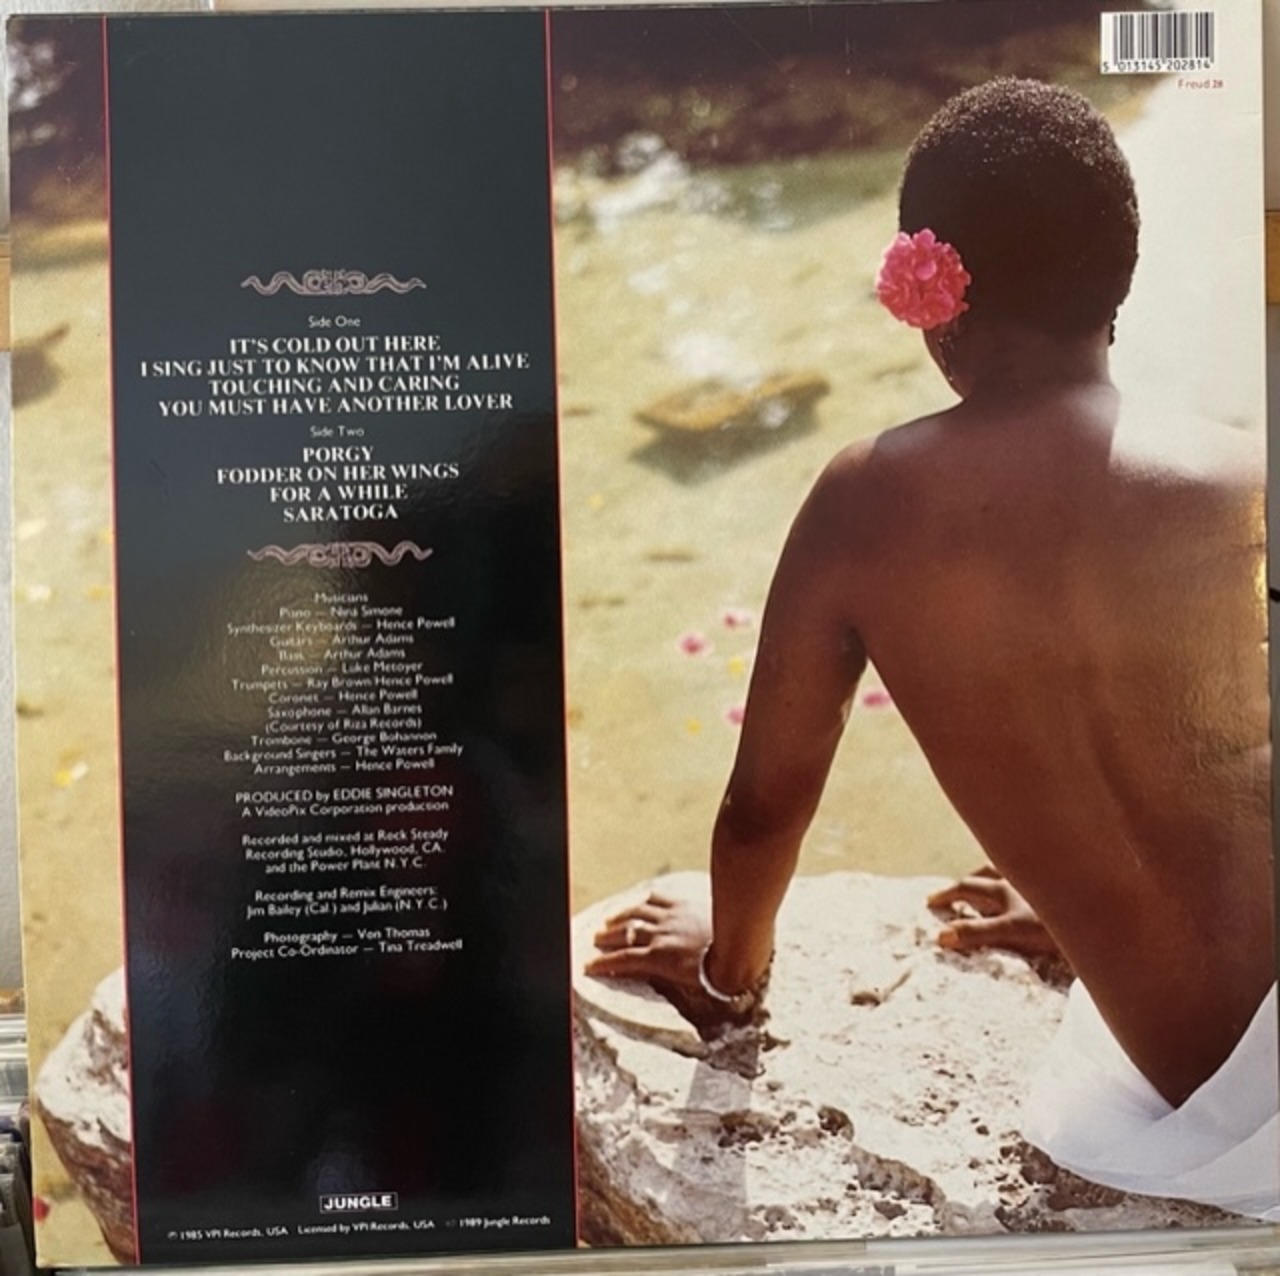 5 013145 202814
Freud 28
Side One
IT'S COLD OUT HERE
I SING JUST TO KNOW THAT I'M ALIVE
TOUCHING AND CARING
YOU MUST HAVE ANOTHER LOVER
Side Two
PORGY
FODDER ON HER WINGS
FOR A WHILE
SARATOGA
Musicians
Piano — Nina Simone
Synthesizer Keyboards — Hence Powell
Guitars — Arthur Adams
Bass — Arthur Adams
Percussion — Luke Metoyer
Trumpets — Ray Brown/Hence Powell
Coronet — Hence Powell
Saxophone — Allan Barnes
(Courtesy of Riza Records)
Trombone — George Bohannon
Background Singers — The Waters Family
Arrangements — Hence Powell
PRODUCED by EDDIE SINGLETON
A VideoPix Corporation production
Recorded and mixed at Rock Steady
Recording Studio, Hollywood, CA.
and the Power Plant N.Y.C.
Recording and Remix Engineers:
Jim Bailey (Cal.) and Julian (N.Y.C.)
Photography — Von Thomas
Project Co-Ordinator — Tina Treadwell
JUNGLE
℗ 1985 VPI Records, USA Licensed by VPI Records, USA © 1989 Jungle Records